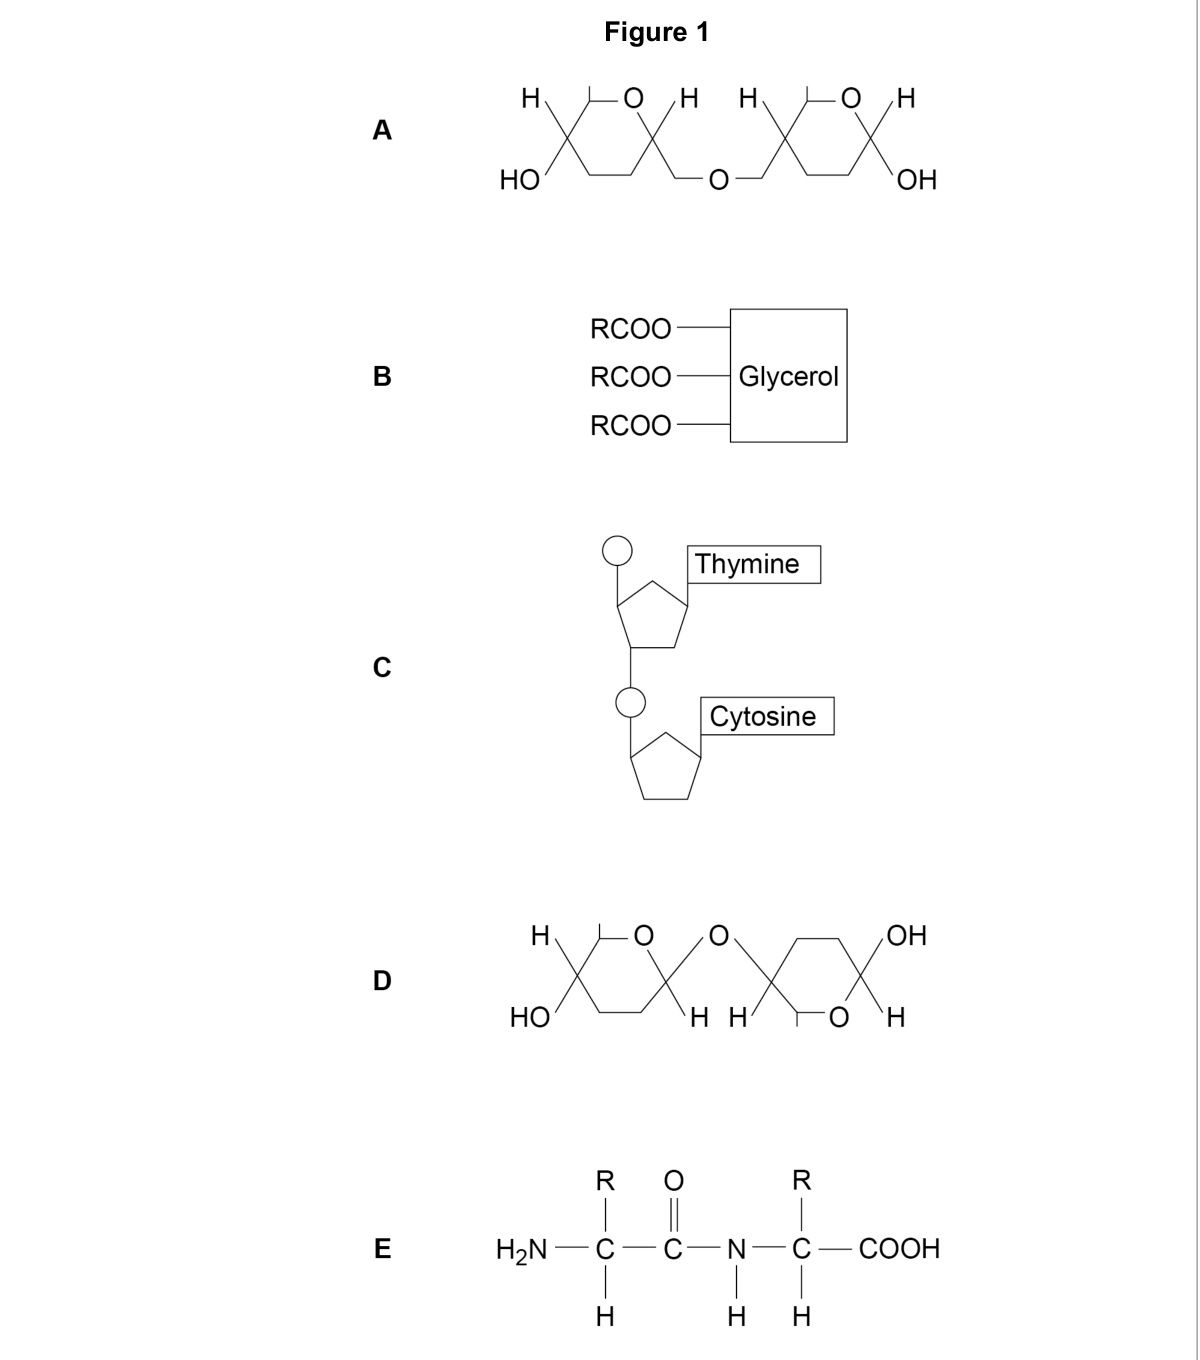 Figure 1
A
H O H H O H
HO O OH
B
RCOO
RCOO Glycerol
RCOO
C
Thymine
Cytosine
D
H O O OH
HO H H O H
E
R O R
H₂N C C N C COOH
H H H